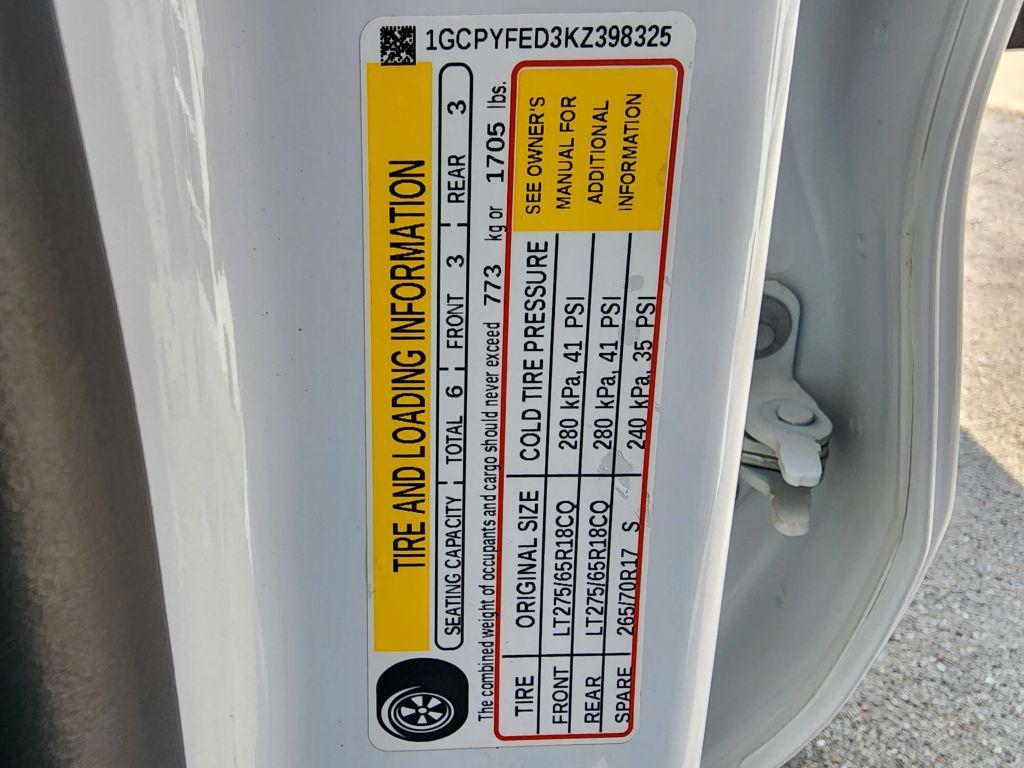 1GCPYFED3KZ398325
TIRE AND LOADING INFORMATION
SEATING CAPACITY TOTAL 6 FRONT 3 REAR 3
The combined weight of occupants and cargo should never exceed 773 kg or 1705 lbs.
TIRE ORIGINAL SIZE COLD TIRE PRESSURE
FRONT LT275/65R18CQ 280 kPa, 41 PSI
REAR LT275/65R18CQ 280 kPa, 41 PSI
SPARE 265/70R17 S 240 kPa, 35 PSI
SEE OWNER'S
MANUAL FOR
ADDITIONAL
INFORMATION